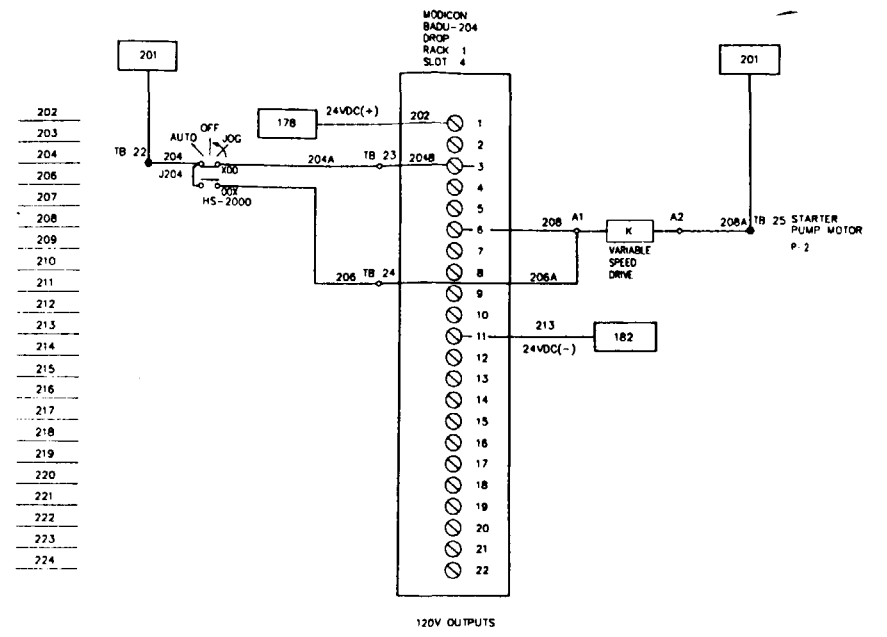 MODICON
BADU-204
DROP
RACK 1
SLOT 4
201
201
202
203
204
206
207
208
209
210
211
212
213
214
215
216
217
218
219
220
221
222
223
224
178
24VDC(+)
202
OFF
AUTO
JOG
TB 22
204
X00
204A
TB 23
204B
J204
00X
HS-2000
206
TB 24
1
2
3
4
5
6
7
8
9
10
11
12
13
14
15
16
17
18
19
20
21
22
208
A1
K
A2
208A
TB 25
STARTER
PUMP MOTOR
P-2
VARIABLE
SPEED
DRIVE
206A
213
24VDC(-)
182
120V OUTPUTS